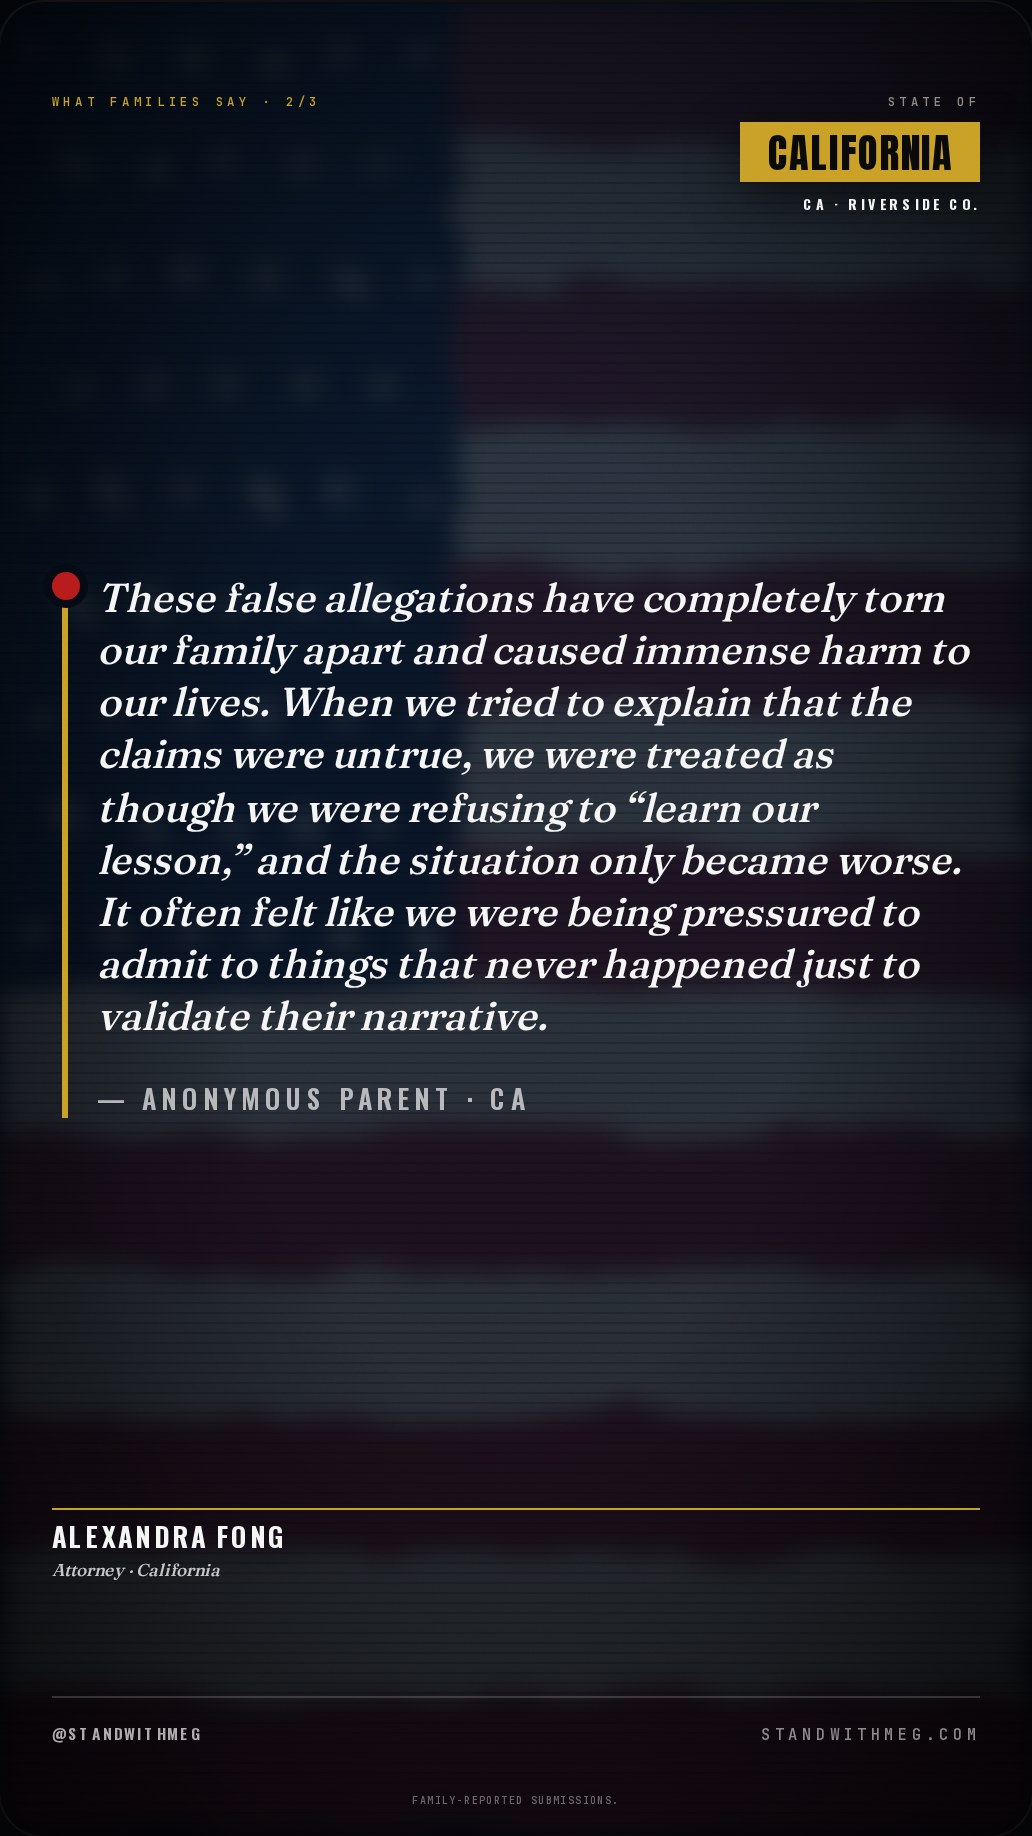 WHAT FAMILIES SAY · 2/3
STATE OF
CALIFORNIA
CA · RIVERSIDE CO.
These false allegations have completely torn
our family apart and caused immense harm to
our lives. When we tried to explain that the
claims were untrue, we were treated as
though we were refusing to “learn our
lesson,” and the situation only became worse.
It often felt like we were being pressured to
admit to things that never happened just to
validate their narrative.
— ANONYMOUS PARENT · CA
ALEXANDRA FONG
Attorney · California
@STANDWITHMEG
STANDWITHMEG.COM
FAMILY-REPORTED SUBMISSIONS.